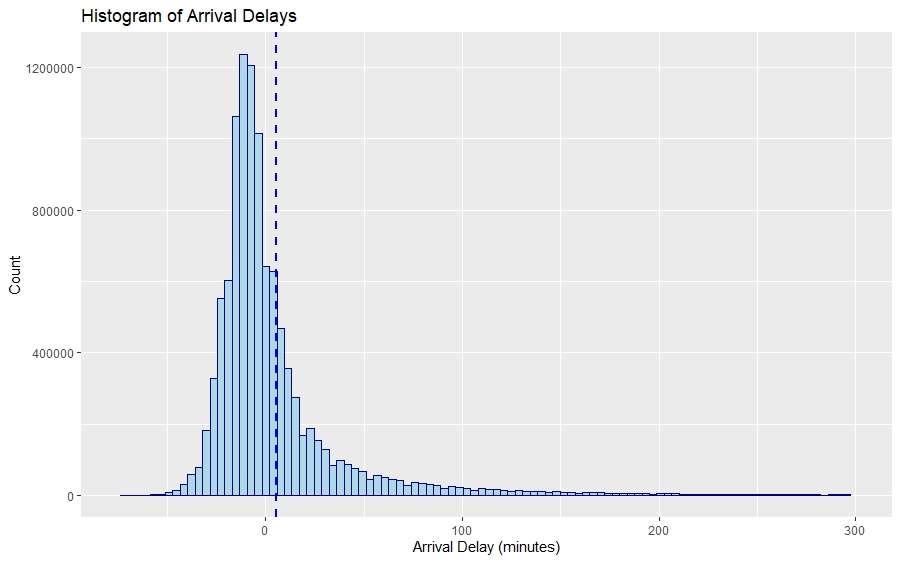 Histogram of Arrival Delays
1200000
800000
400000
0
Count
0 100 200 300
Arrival Delay (minutes)